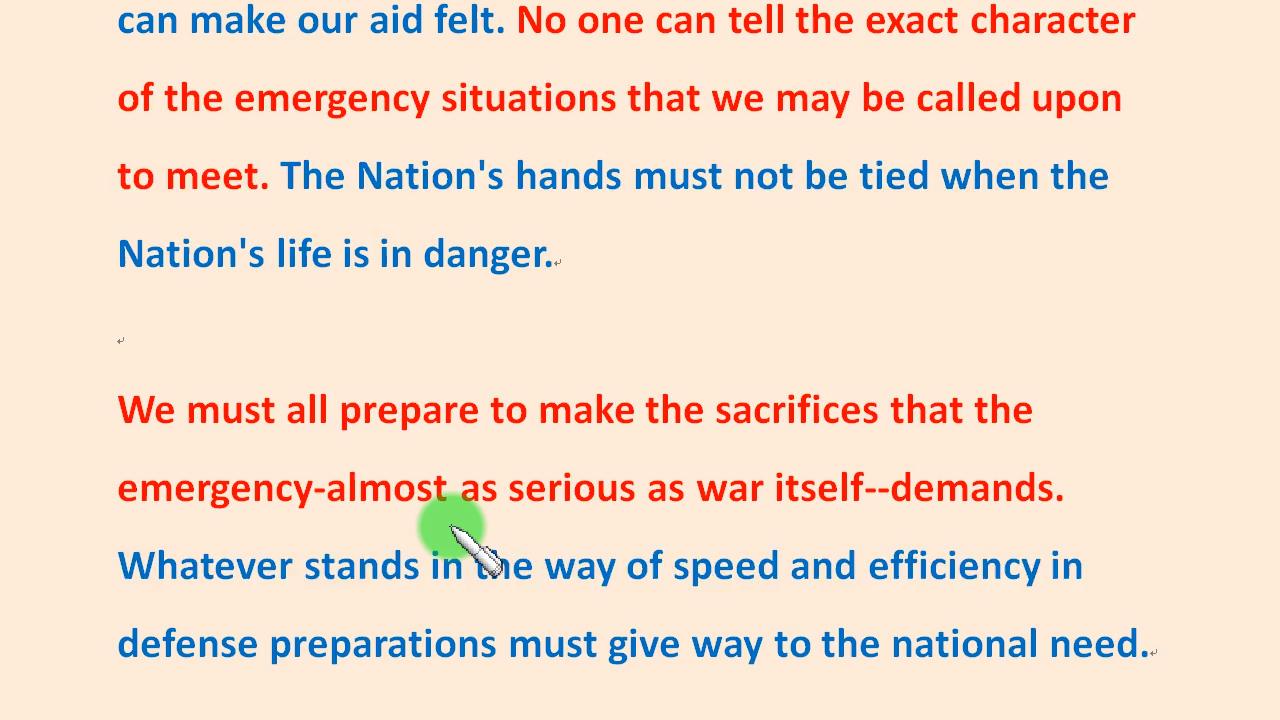 can make our aid felt. No one can tell the exact character
of the emergency situations that we may be called upon
to meet. The Nation's hands must not be tied when the
Nation's life is in danger.
We must all prepare to make the sacrifices that the
emergency-almost as serious as war itself--demands.
Whatever stands in the way of speed and efficiency in
defense preparations must give way to the national need.